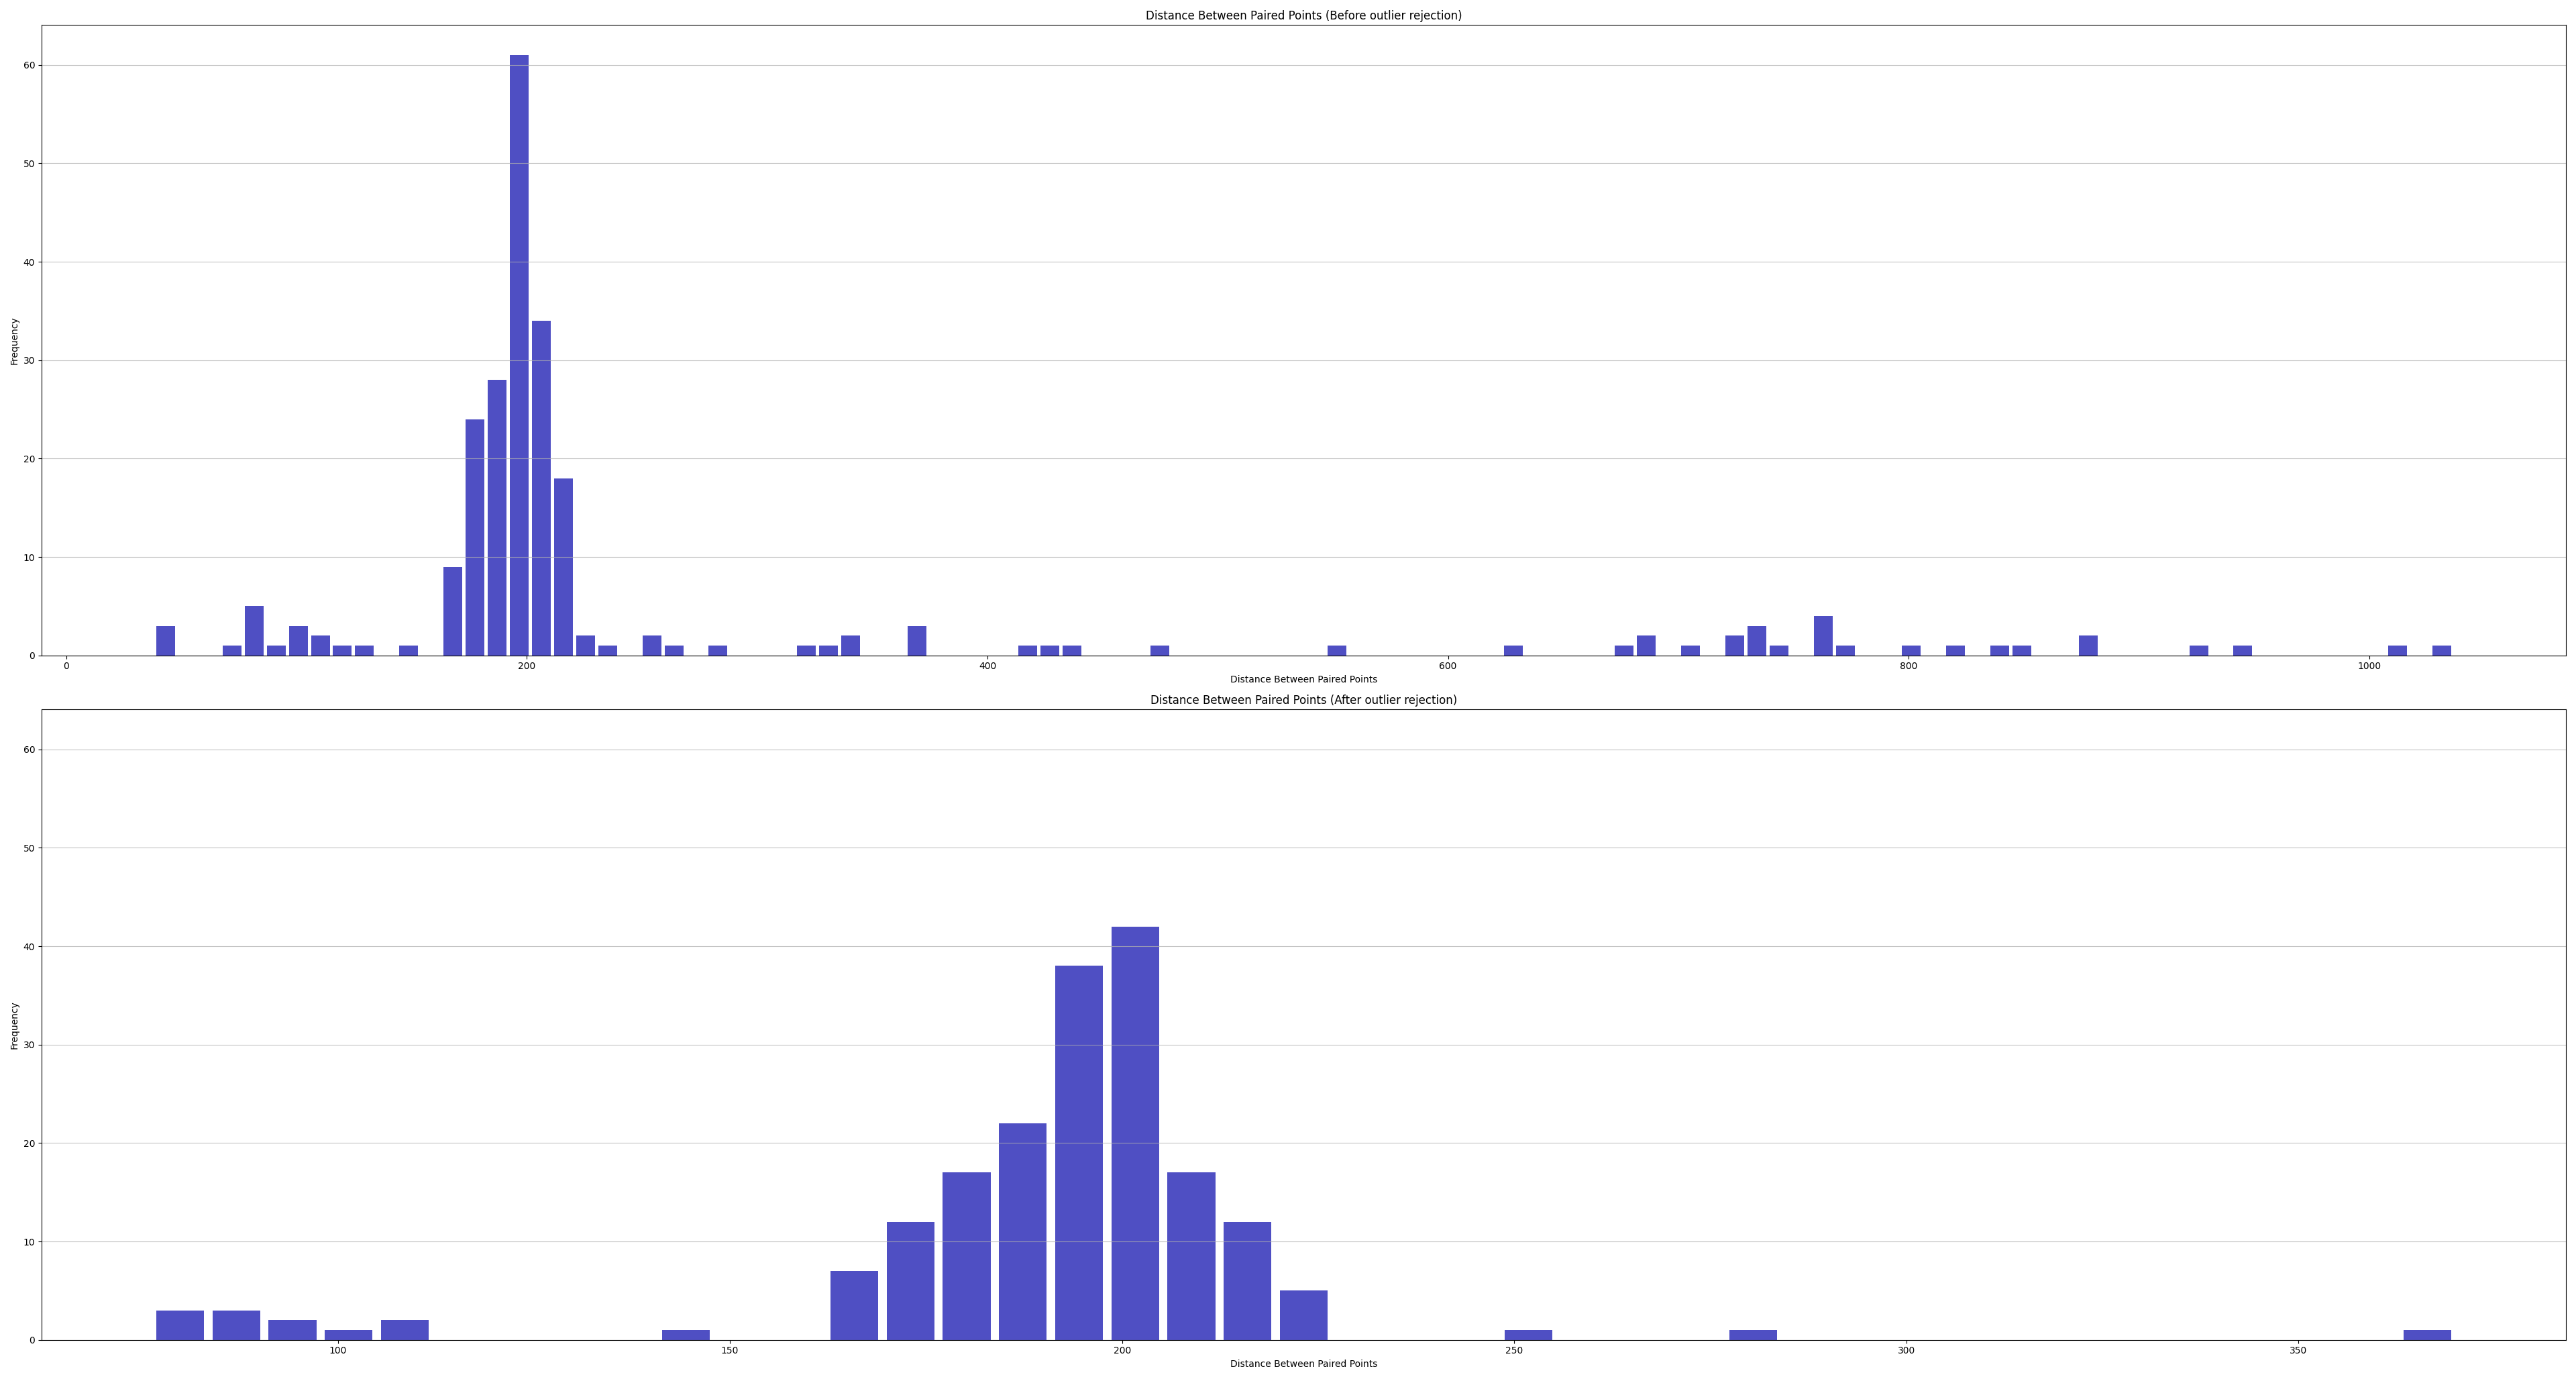 Distance Between Paired Points (Before outlier rejection)
60
50
40
30
20
10
0
Frequency
0 200 400 600 800 1000
Distance Between Paired Points
Distance Between Paired Points (After outlier rejection)
60
50
40
30
20
10
0
Frequency
100 150 200 250 300 350
Distance Between Paired Points